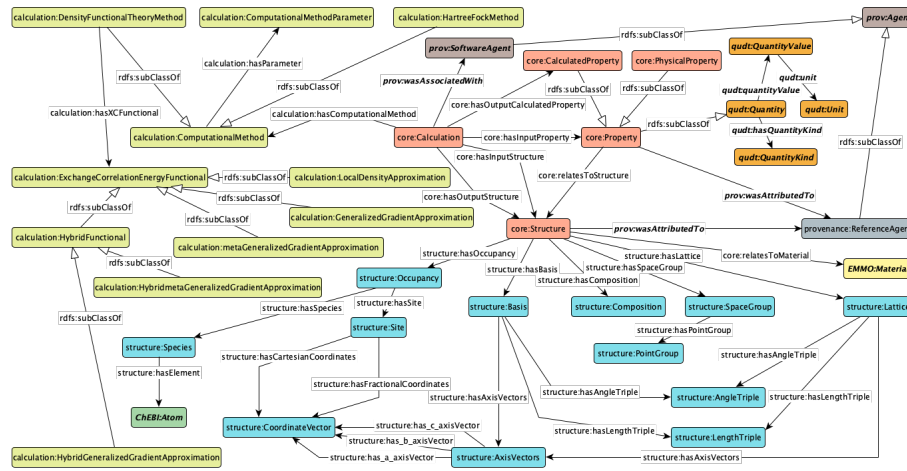 calculation:DensityFunctionalTheoryMethod
calculation:ComputationalMethodParameter
calculation:HartreeFockMethod
prov:Agent
rdfs:subClassOf
prov:SoftwareAgent
qudt:QuantityValue
core:CalculatedProperty
core:PhysicalProperty
calculation:hasParameter
rdfs:subClassOf
prov:wasAssociatedWith
qudt:unit
rdfs:subClassOf
rdfs:subClassOf
rdfs:subClassOf
qudt:quantityValue
core:hasOutputCalculatedProperty
calculation:hasXCFunctional
calculation:hasComputationalMethod
qudt:Quantity
qudt:Unit
rdfs:subClassOf
qudt:hasQuantityKind
calculation:ComputationalMethod
core:Calculation
core:hasInputProperty
core:Property
rdfs:subClassOf
core:hasInputStructure
qudt:QuantityKind
calculation:ExchangeCorrelationEnergyFunctional
rdfs:subClassOf
calculation:LocalDensityApproximation
core:relatesToStructure
core:hasOutputStructure
prov:wasAttributedTo
rdfs:subClassOf
rdfs:subClassOf
calculation:GeneralizedGradientApproximation
rdfs:subClassOf
core:Structure
prov:wasAttributedTo
provenance:ReferenceAgen
calculation:HybridFunctional
calculation:metaGeneralizedGradientApproximation
structure:hasOccupancy
structure:hasLattice
core:relatesToMaterial
rdfs:subClassOf
structure:hasBasis
structure:hasSpaceGroup
EMMO:Material
structure:hasComposition
structure:Occupancy
calculation:HybridmetaGeneralizedGradientApproximation
structure:hasSpecies
structure:hasSite
structure:Basis
structure:Composition
structure:SpaceGroup
structure:Lattice
rdfs:subClassOf
structure:Site
structure:hasPointGroup
structure:Species
structure:PointGroup
structure:hasCartesianCoordinates
structure:hasAngleTriple
structure:hasElement
structure:hasFractionalCoordinates
structure:hasAngleTriple
structure:hasAxisVectors
structure:AngleTriple
structure:hasLengthTriple
ChEBI:Atom
structure:CoordinateVector
structure:has_c_axisVector
structure:hasLengthTriple
structure:LengthTriple
structure:has_b_axisVector
calculation:HybridGeneralizedGradientApproximation
structure:has_a_axisVector
structure:AxisVectors
structure:hasAxisVectors